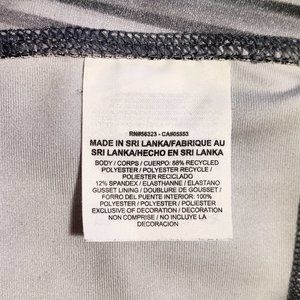 RN#56323 - CA#05553
MADE IN SRI LANKA/FABRIQUE AU
SRI LANKA/HECHO EN SRI LANKA
BODY / CORPS / CUERPO: 88% RECYCLED
POLYESTER / POLYESTER RECYCLE /
POLIESTER RECICLADO
12% SPANDEX / ELASTHANNE / ELASTANO
GUSSET LINING / DOUBLURE DE GOUSSET /
FORRO DEL FUENTE INTERIOR: 100%
POLYESTER / POLYESTER / POLIESTER
EXCLUSIVE OF DECORATION / DECORATION
NON COMPRISE / NO INCLUYE LA
DECORACION